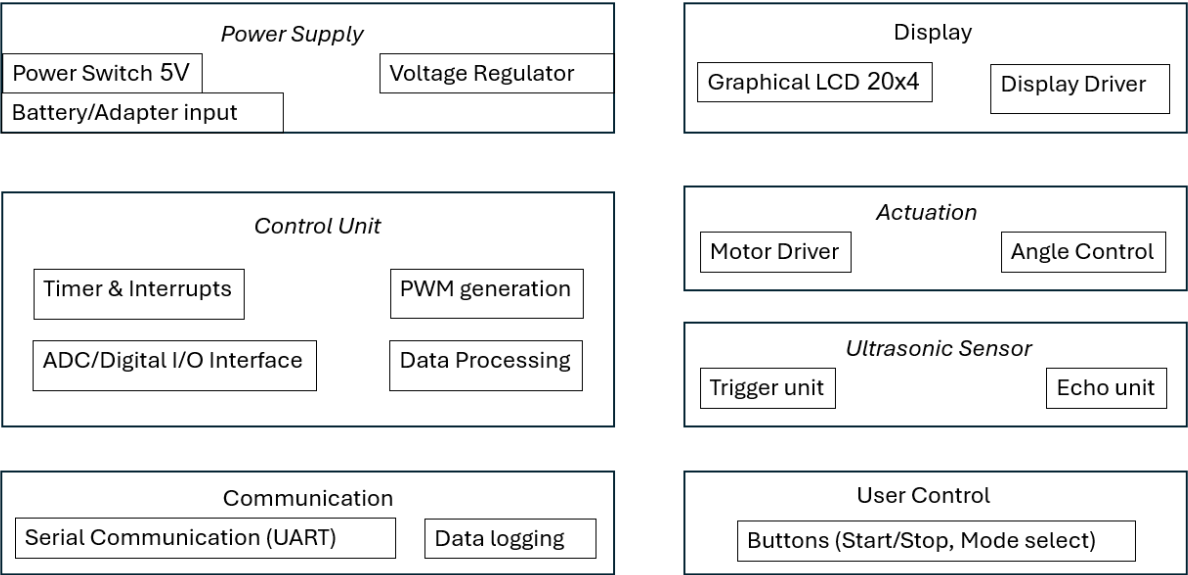 Power Supply
Power Switch 5V
Voltage Regulator
Battery/Adapter input
Display
Graphical LCD 20x4
Display Driver
Control Unit
Timer & Interrupts
PWM generation
ADC/Digital I/O Interface
Data Processing
Actuation
Motor Driver
Angle Control
Ultrasonic Sensor
Trigger unit
Echo unit
Communication
Serial Communication (UART)
Data logging
User Control
Buttons (Start/Stop, Mode select)